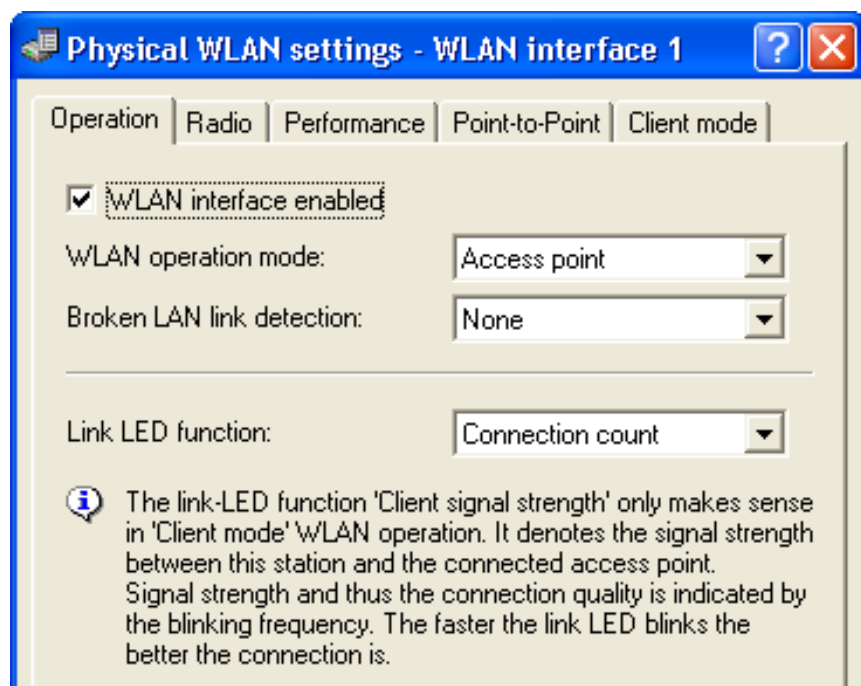 Physical WLAN settings - WLAN interface 1
Operation Radio Performance Point-to-Point Client mode
WLAN interface enabled
WLAN operation mode: Access point
Broken LAN link detection: None
Link LED function: Connection count
The link-LED function 'Client signal strength' only makes sense
in 'Client mode' WLAN operation. It denotes the signal strength
between this station and the connected access point.
Signal strength and thus the connection quality is indicated by
the blinking frequency. The faster the link LED blinks the
better the connection is.